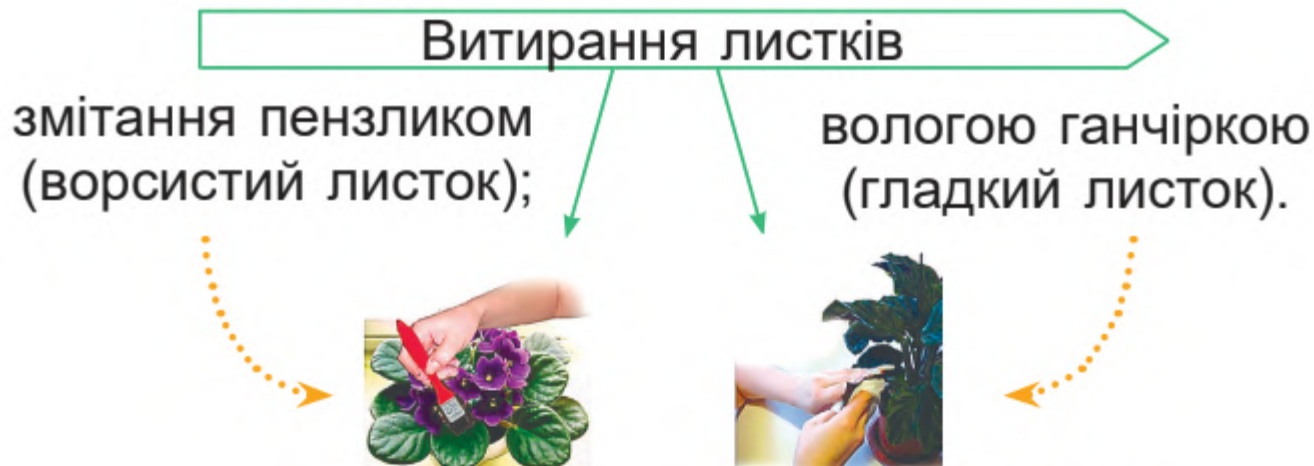 Витирання листків
змітання пензликом
(ворсистий листок);
вологою ганчіркою
(гладкий листок).